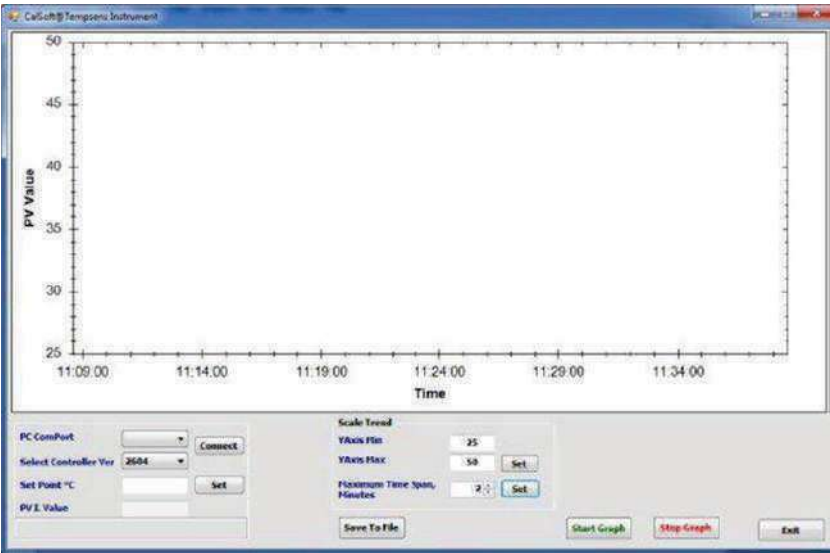 CalSoft@Tempsens Instrument
50
45
40
35
30
25
PV Value
11:09:00 11:14:00 11:19:00 11:24:00 11:29:00 11:34:00
Time
PC ComPort
Connect
Select Controller Ver 2604
Set Point °C
Set
PV I. Value
Scale Trend
YAxis Min 25
YAxis Max 50 Set
Maximum Time Span,
Minutes
2 Set
Save To File
Start Graph
Stop Graph
Exit